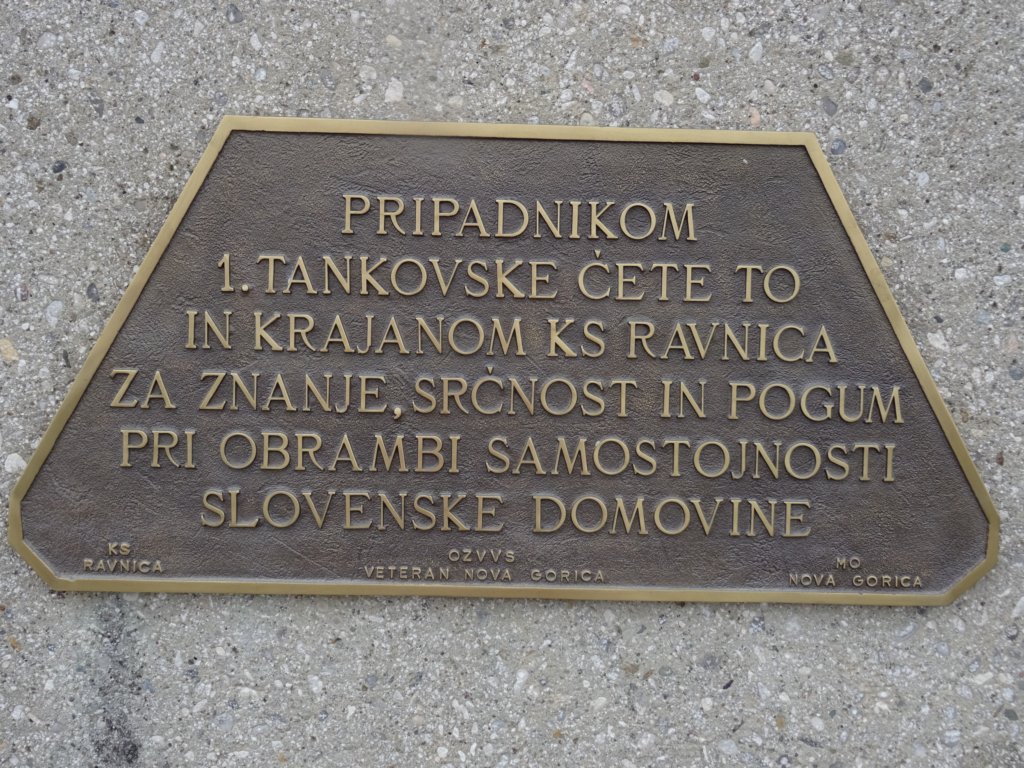 PRIPADNIKOM
1. TANKOVSKE ČETE TO
IN KRAJANOM KS RAVNICA
ZA ZNANJE, SRČNOST IN POGUM
PRI OBRAMBI SAMOSTOJNOSTI
SLOVENSKE DOMOVINE
KS
RAVNICA
OZVVS
VETERAN NOVA GORICA
MO
NOVA GORICA